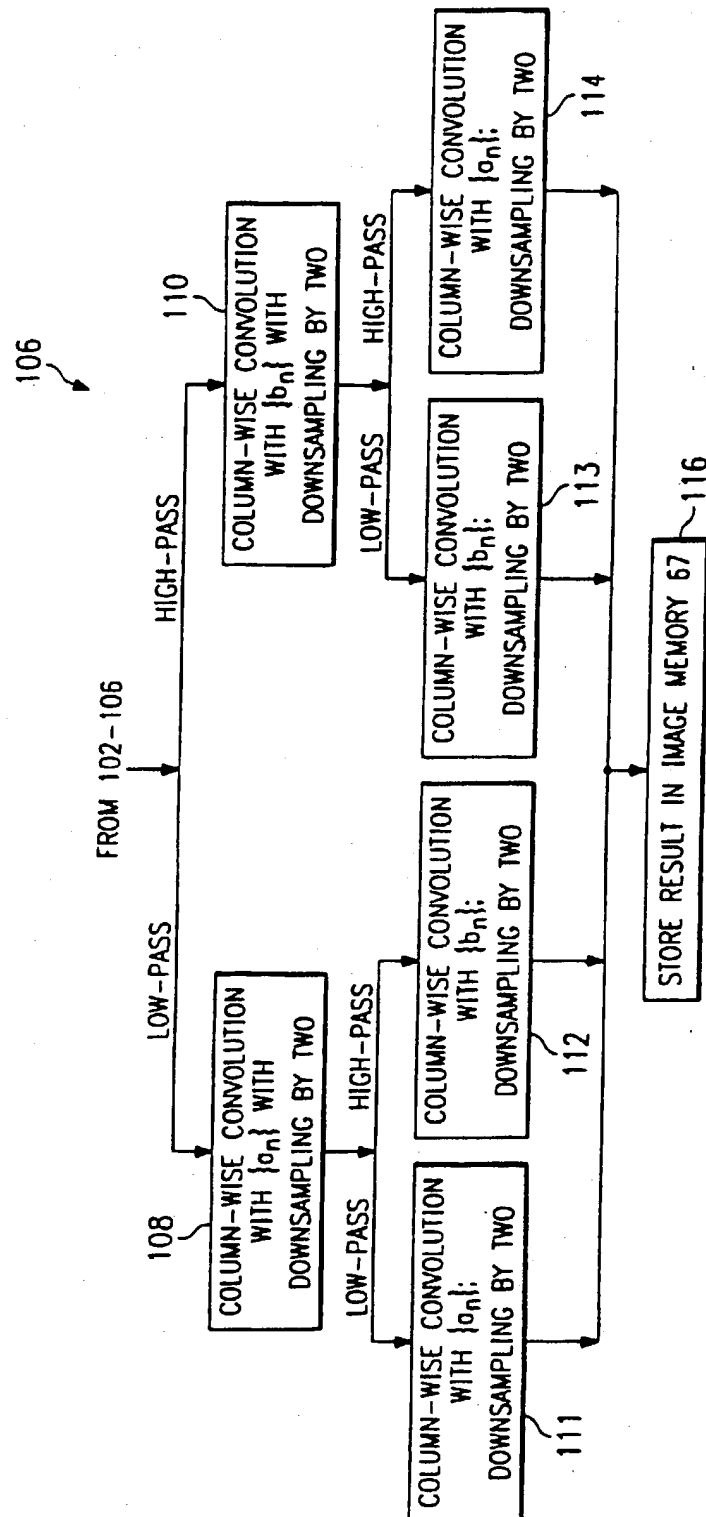 106
FROM 102-106
LOW-PASS
HIGH-PASS
108
COLUMN-WISE CONVOLUTION
WITH {an} WITH
DOWNSAMPLING BY TWO
110
COLUMN-WISE CONVOLUTION
WITH {bn} WITH
DOWNSAMPLING BY TWO
LOW-PASS
HIGH-PASS
LOW-PASS
HIGH-PASS
COLUMN-WISE CONVOLUTION
WITH {an};
DOWNSAMPLING BY TWO
111
COLUMN-WISE CONVOLUTION
WITH {bn};
DOWNSAMPLING BY TWO
112
COLUMN-WISE CONVOLUTION
WITH {bn};
DOWNSAMPLING BY TWO
113
COLUMN-WISE CONVOLUTION
WITH {an};
DOWNSAMPLING BY TWO
114
STORE RESULT IN IMAGE MEMORY 67
116